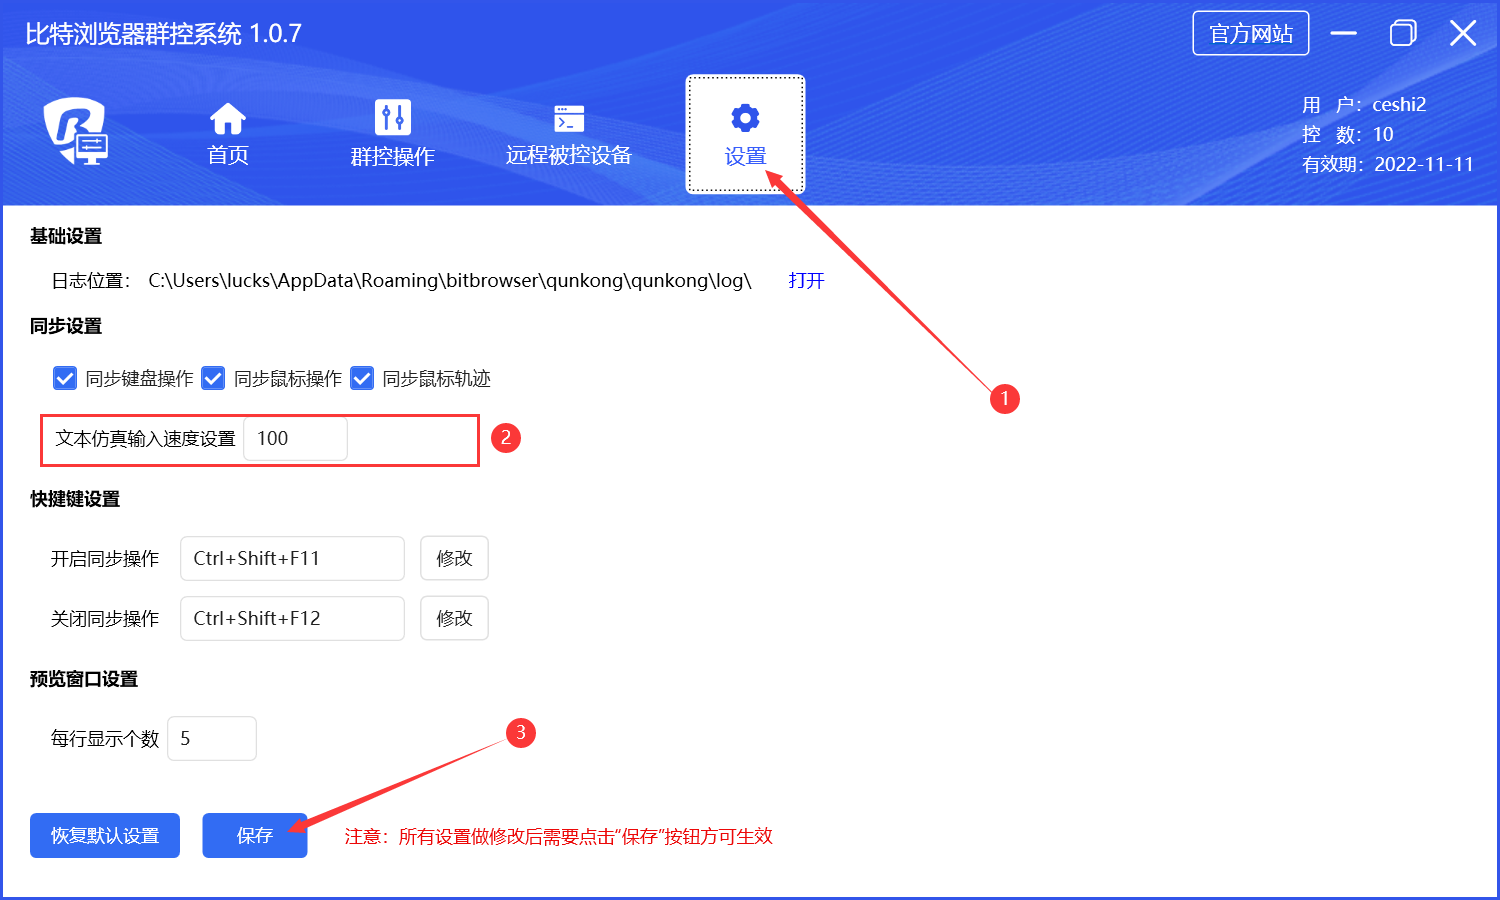 比特浏览器群控系统 1.0.7
官方网站
首页
群控操作
远程被控设备
设置
用 户：ceshi2
控 数：10
有效期：2022-11-11
基础设置
日志位置： C:\Users\lucks\AppData\Roaming\bitbrowser\qunkong\qunkong\log\ 打开
同步设置
同步键盘操作 同步鼠标操作 同步鼠标轨迹
1
文本仿真输入速度设置 100
2
快捷键设置
开启同步操作 Ctrl+Shift+F11 修改
关闭同步操作 Ctrl+Shift+F12 修改
预览窗口设置
每行显示个数 5
3
恢复默认设置 保存 注意：所有设置做修改后需要点击“保存”按钮方可生效